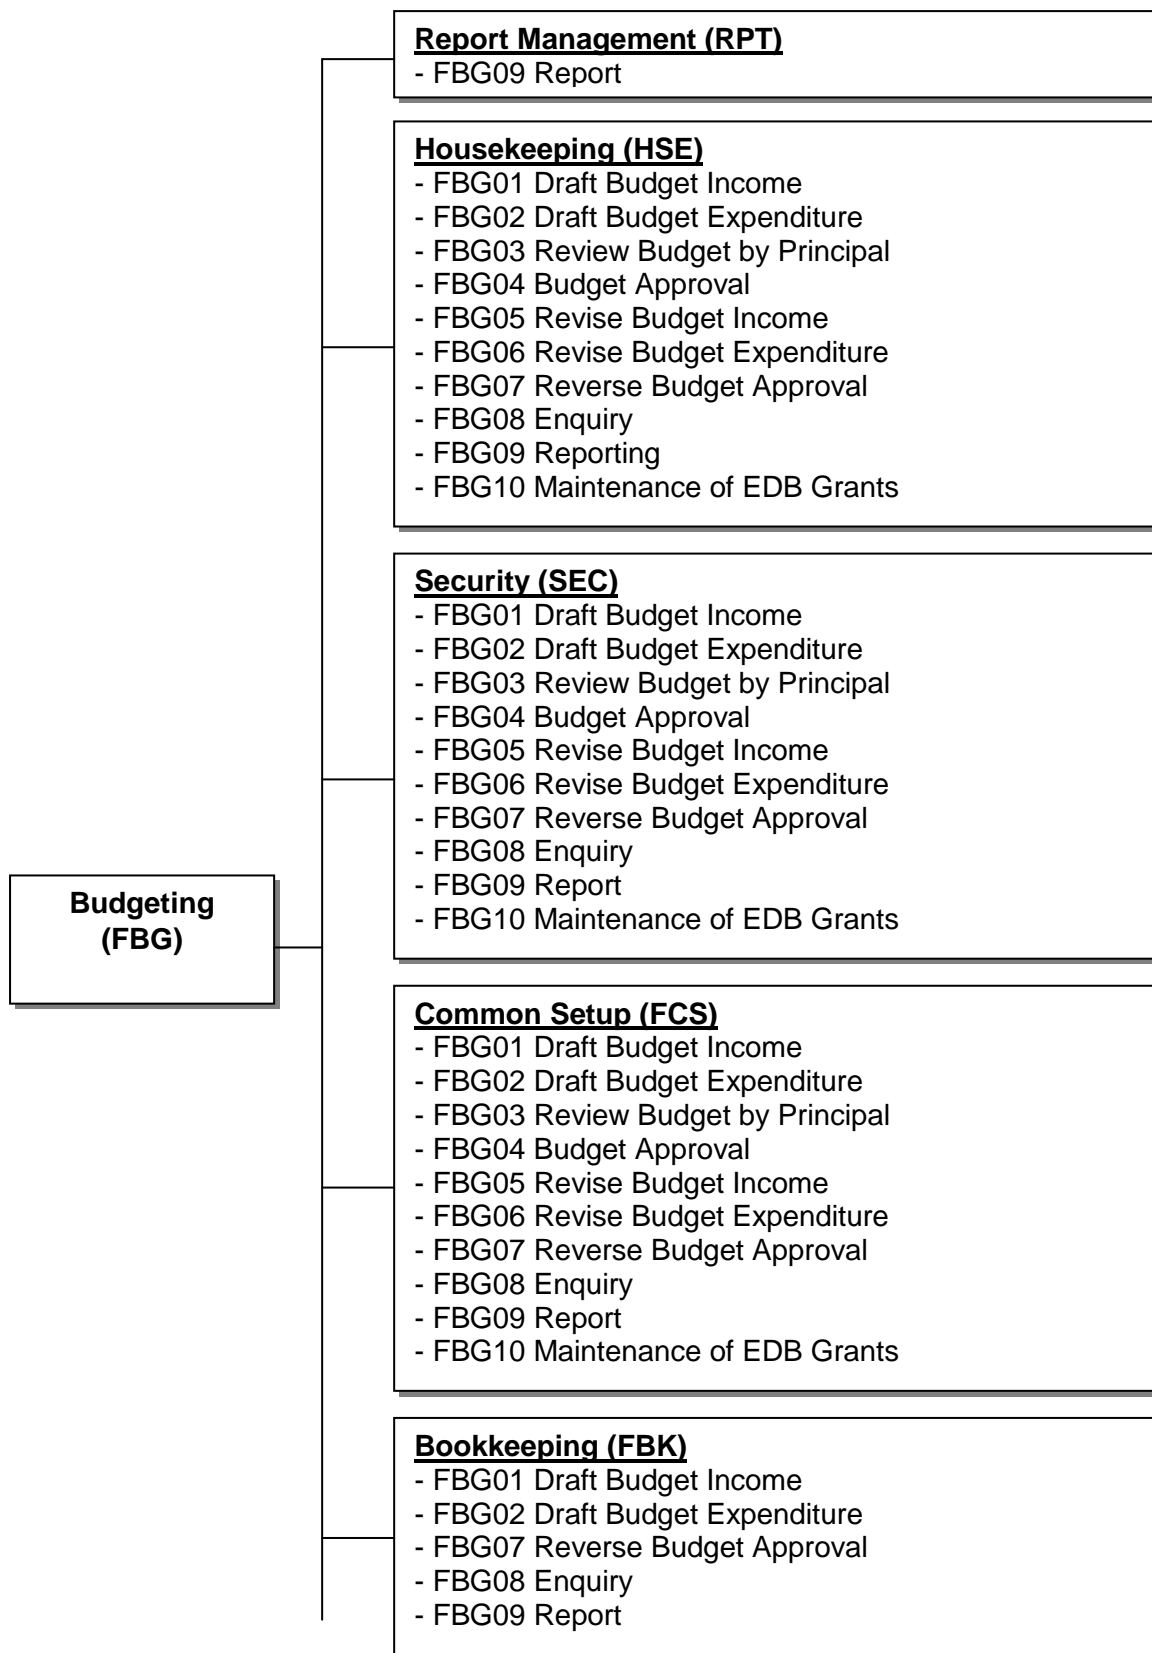 Report Management (RPT)
- FBG09 Report
Housekeeping (HSE)
- FBG01 Draft Budget Income
- FBG02 Draft Budget Expenditure
- FBG03 Review Budget by Principal
- FBG04 Budget Approval
- FBG05 Revise Budget Income
- FBG06 Revise Budget Expenditure
- FBG07 Reverse Budget Approval
- FBG08 Enquiry
- FBG09 Reporting
- FBG10 Maintenance of EDB Grants
Security (SEC)
- FBG01 Draft Budget Income
- FBG02 Draft Budget Expenditure
- FBG03 Review Budget by Principal
- FBG04 Budget Approval
- FBG05 Revise Budget Income
- FBG06 Revise Budget Expenditure
- FBG07 Reverse Budget Approval
- FBG08 Enquiry
- FBG09 Report
- FBG10 Maintenance of EDB Grants
Budgeting
(FBG)
Common Setup (FCS)
- FBG01 Draft Budget Income
- FBG02 Draft Budget Expenditure
- FBG03 Review Budget by Principal
- FBG04 Budget Approval
- FBG05 Revise Budget Income
- FBG06 Revise Budget Expenditure
- FBG07 Reverse Budget Approval
- FBG08 Enquiry
- FBG09 Report
- FBG10 Maintenance of EDB Grants
Bookkeeping (FBK)
- FBG01 Draft Budget Income
- FBG02 Draft Budget Expenditure
- FBG07 Reverse Budget Approval
- FBG08 Enquiry
- FBG09 Report